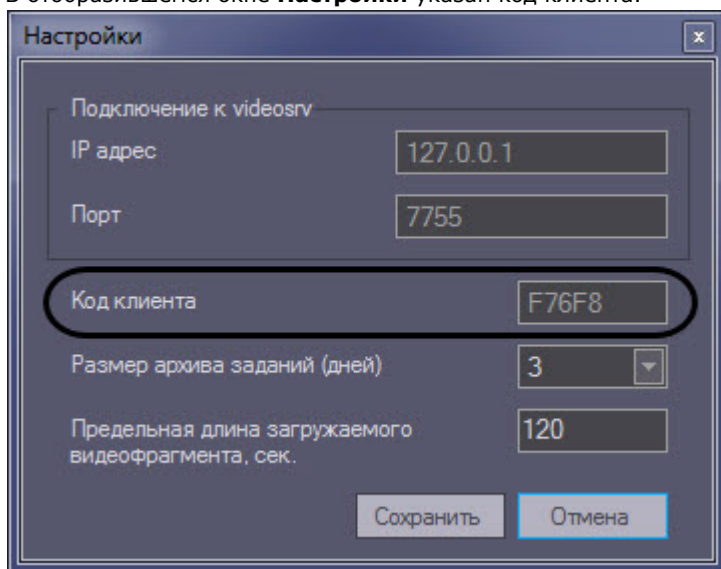 В отобразившемся окне Настройки указан код клиента.
Настройки
x
Подключение к videosrv
IP адрес
127.0.0.1
Порт
7755
Код клиента
F76F8
Размер архива заданий (дней)
3
Предельная длина загружаемого
видеофрагмента, сек.
120
Сохранить
Отмена